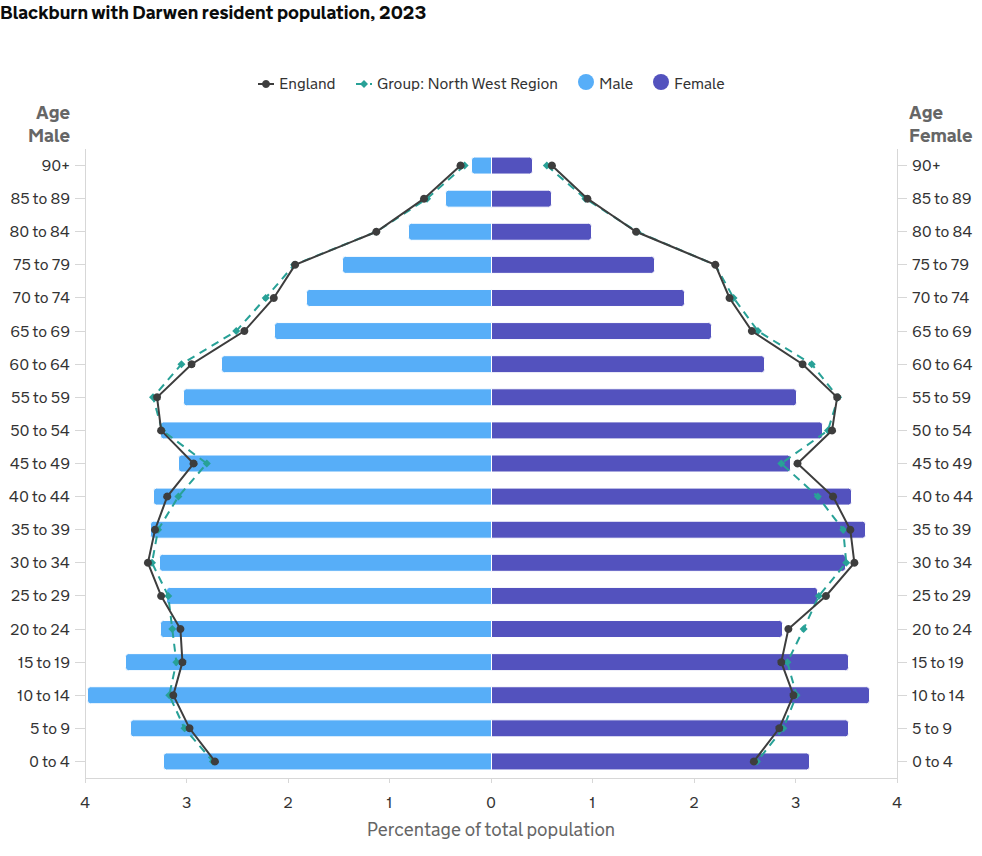 Blackburn with Darwen resident population, 2023
England Group: North West Region Male Female
Age Age
Male Female
90+ 90+
85 to 89 85 to 89
80 to 84 80 to 84
75 to 79 75 to 79
70 to 74 70 to 74
65 to 69 65 to 69
60 to 64 60 to 64
55 to 59 55 to 59
50 to 54 50 to 54
45 to 49 45 to 49
40 to 44 40 to 44
35 to 39 35 to 39
30 to 34 30 to 34
25 to 29 25 to 29
20 to 24 20 to 24
15 to 19 15 to 19
10 to 14 10 to 14
5 to 9 5 to 9
0 to 4 0 to 4
4 3 2 1 0 1 2 3 4
Percentage of total population